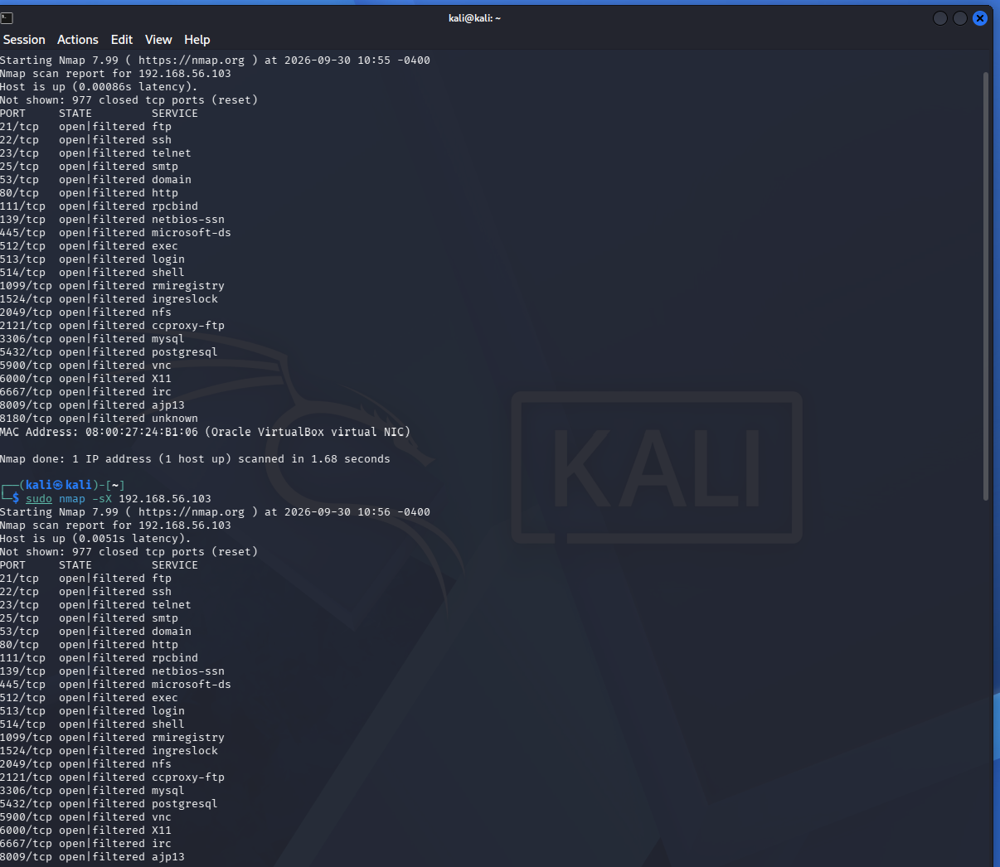 kali@kali: ~
Session Actions Edit View Help
Starting Nmap 7.99 ( https://nmap.org ) at 2026-09-30 10:55 -0400
Nmap scan report for 192.168.56.103
Host is up (0.00086s latency).
Not shown: 977 closed tcp ports (reset)
PORT     STATE         SERVICE
21/tcp   open|filtered ftp
22/tcp   open|filtered ssh
23/tcp   open|filtered telnet
25/tcp   open|filtered smtp
53/tcp   open|filtered domain
80/tcp   open|filtered http
111/tcp  open|filtered rpcbind
139/tcp  open|filtered netbios-ssn
445/tcp  open|filtered microsoft-ds
512/tcp  open|filtered exec
513/tcp  open|filtered login
514/tcp  open|filtered shell
1099/tcp open|filtered rmiregistry
1524/tcp open|filtered ingreslock
2049/tcp open|filtered nfs
2121/tcp open|filtered ccproxy-ftp
3306/tcp open|filtered mysql
5432/tcp open|filtered postgresql
5900/tcp open|filtered vnc
6000/tcp open|filtered X11
6667/tcp open|filtered irc
8009/tcp open|filtered ajp13
8180/tcp open|filtered unknown
MAC Address: 08:00:27:24:B1:06 (Oracle VirtualBox virtual NIC)
Nmap done: 1 IP address (1 host up) scanned in 1.68 seconds
┌──(kali㉿kali)-[~]
└─$ sudo nmap -sX 192.168.56.103
Starting Nmap 7.99 ( https://nmap.org ) at 2026-09-30 10:56 -0400
Nmap scan report for 192.168.56.103
Host is up (0.0051s latency).
Not shown: 977 closed tcp ports (reset)
PORT     STATE         SERVICE
21/tcp   open|filtered ftp
22/tcp   open|filtered ssh
23/tcp   open|filtered telnet
25/tcp   open|filtered smtp
53/tcp   open|filtered domain
80/tcp   open|filtered http
111/tcp  open|filtered rpcbind
139/tcp  open|filtered netbios-ssn
445/tcp  open|filtered microsoft-ds
512/tcp  open|filtered exec
513/tcp  open|filtered login
514/tcp  open|filtered shell
1099/tcp open|filtered rmiregistry
1524/tcp open|filtered ingreslock
2049/tcp open|filtered nfs
2121/tcp open|filtered ccproxy-ftp
3306/tcp open|filtered mysql
5432/tcp open|filtered postgresql
5900/tcp open|filtered vnc
6000/tcp open|filtered X11
6667/tcp open|filtered irc
8009/tcp open|filtered ajp13
KALI